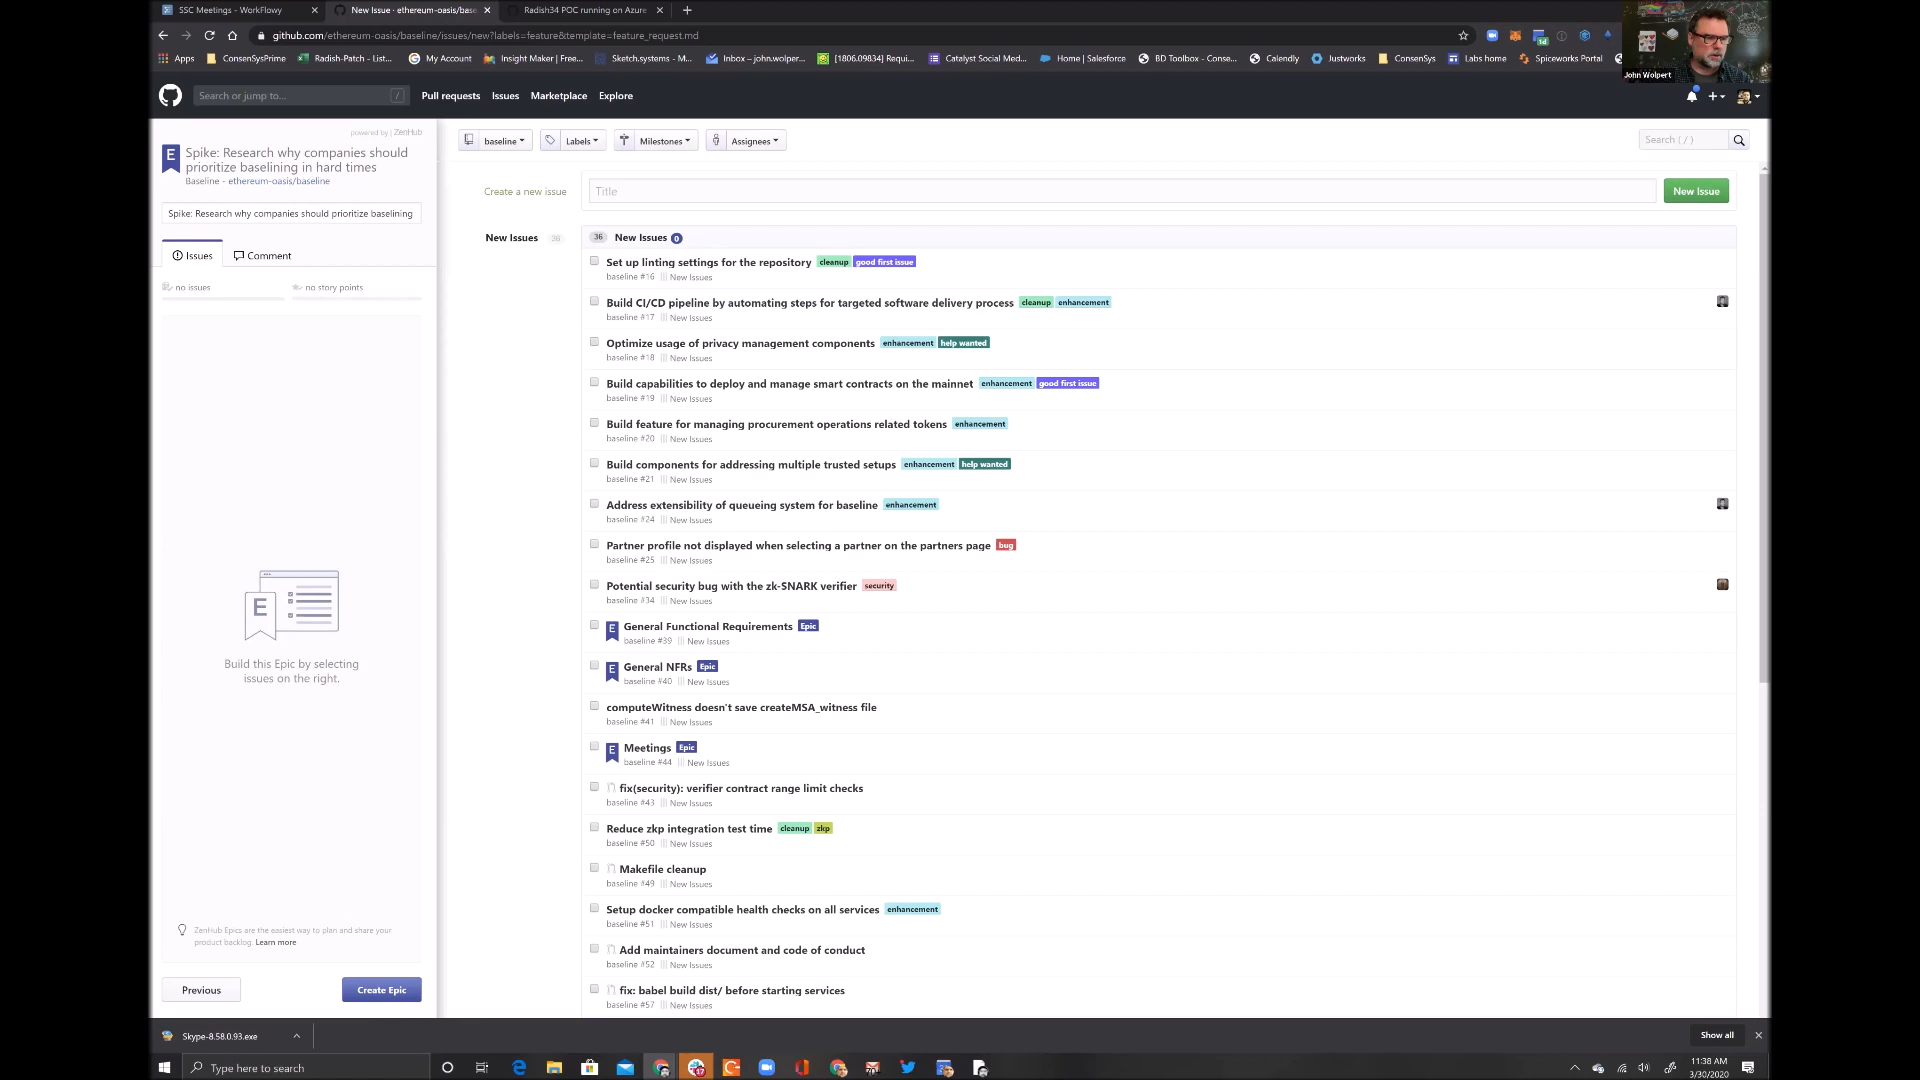 SSC Meetings - WorkFlowy
New Issue · ethereum-oasis/base
Radish34 POC running on Azure
github.com/ethereum-oasis/baseline/issues/new?labels=feature&template=feature_request.md
Apps
ConsenSysPrime
Radish-Patch - List...
My Account
Insight Maker | Free...
Sketch.systems - M...
Inbox – john.wolper...
[1806.09834] Requi...
Catalyst Social Med...
Home | Salesforce
BD Toolbox - Conse...
Calendly
Justworks
ConsenSys
Labs home
Spiceworks Portal
John Wolpert
Search or jump to...
/
Pull requests
Issues
Marketplace
Explore
powered by | ZenHub
E
Spike: Research why companies should
prioritize baselining in hard times
Baseline - ethereum-oasis/baseline
Spike: Research why companies should prioritize baselining
Issues
Comment
no issues
no story points
E
Build this Epic by selecting
issues on the right.
ZenHub Epics are the easiest way to plan and share your
product backlog. Learn more
Previous
Create Epic
baseline
Labels
Milestones
Assignees
Search ( / )
Create a new issue
Title
New Issue
New Issues 36
36 New Issues 0
Set up linting settings for the repository cleanup good first issue
baseline #16 New Issues
Build CI/CD pipeline by automating steps for targeted software delivery process cleanup enhancement
baseline #17 New Issues
Optimize usage of privacy management components enhancement help wanted
baseline #18 New Issues
Build capabilities to deploy and manage smart contracts on the mainnet enhancement good first issue
baseline #19 New Issues
Build feature for managing procurement operations related tokens enhancement
baseline #20 New Issues
Build components for addressing multiple trusted setups enhancement help wanted
baseline #21 New Issues
Address extensibility of queueing system for baseline enhancement
baseline #24 New Issues
Partner profile not displayed when selecting a partner on the partners page bug
baseline #25 New Issues
Potential security bug with the zk-SNARK verifier security
baseline #34 New Issues
E General Functional Requirements Epic
baseline #39 New Issues
E General NFRs Epic
baseline #40 New Issues
computeWitness doesn't save createMSA_witness file
baseline #41 New Issues
E Meetings Epic
baseline #44 New Issues
fix(security): verifier contract range limit checks
baseline #43 New Issues
Reduce zkp integration test time cleanup zkp
baseline #50 New Issues
Makefile cleanup
baseline #49 New Issues
Setup docker compatible health checks on all services enhancement
baseline #51 New Issues
Add maintainers document and code of conduct
baseline #52 New Issues
fix: babel build dist/ before starting services
baseline #57 New Issues
Skype-8.58.0.93.exe
Show all
Type here to search
11:38 AM
3/30/2020